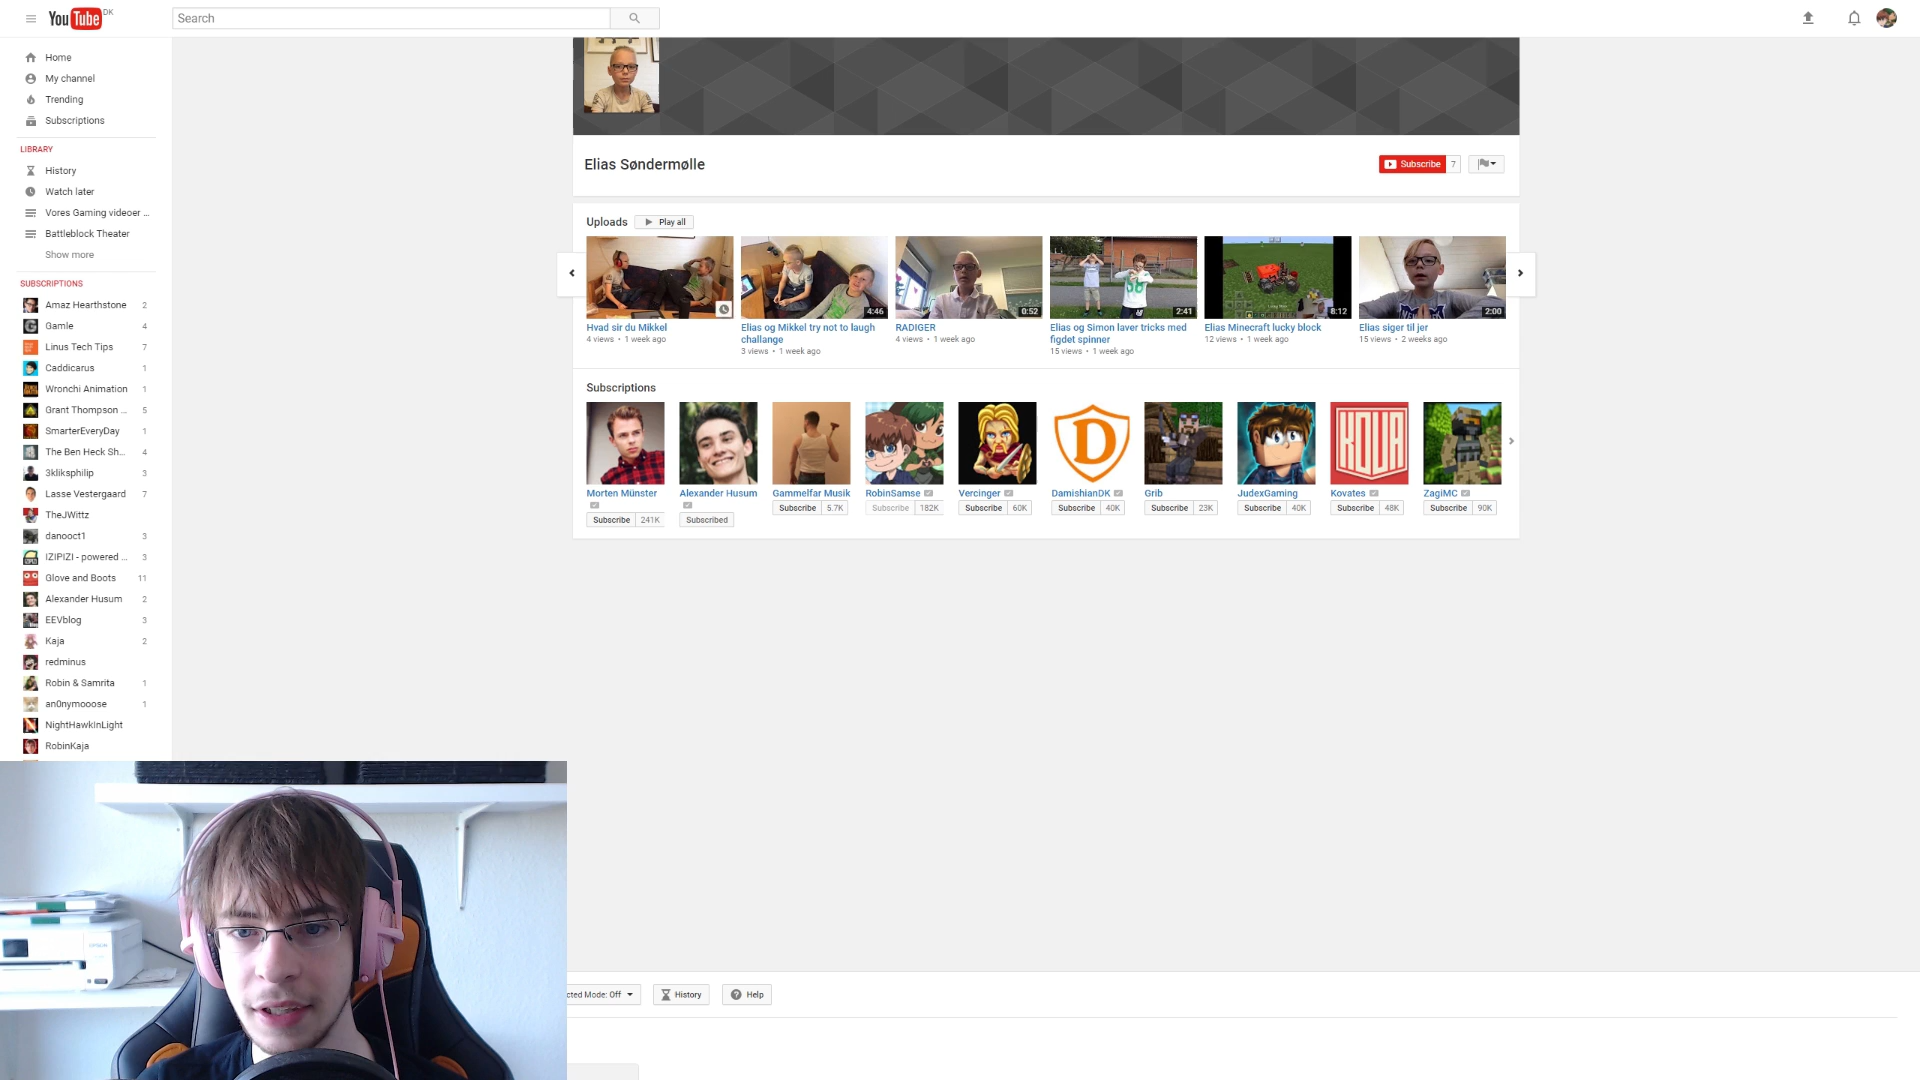 YouTube DK
Search
Home
My channel
Trending
Subscriptions
LIBRARY
History
Watch later
Vores Gaming videoer ...
Battleblock Theater
Show more
SUBSCRIPTIONS
Amaz Hearthstone 2
Gamle 4
Linus Tech Tips 7
Caddicarus 1
Wronchi Animation 1
Grant Thompson ... 5
SmarterEveryDay 1
The Ben Heck Sh... 4
3kliksphilip 3
Lasse Vestergaard 7
TheJWittz
danooct1 3
IZIPIZI - powered ... 3
Glove and Boots 11
Alexander Husum 2
EEVblog 3
Kaja 2
redminus
Robin & Samrita 1
an0nymooose 1
NightHawkInLight
RobinKaja
Elias Søndermølle
Subscribe 7
Uploads Play all
4:46
0:52
2:41
8:12
2:00
Hvad sir du Mikkel
4 views • 1 week ago
Elias og Mikkel try not to laugh
challange
3 views • 1 week ago
RADIGER
4 views • 1 week ago
Elias og Simon laver tricks med
figdet spinner
15 views • 1 week ago
Elias Minecraft lucky block
12 views • 1 week ago
Elias siger til jer
15 views • 2 weeks ago
Subscriptions
D
KOVA
Morten Münster
Subscribe 241K
Alexander Husum
Subscribed
Gammelfar Musik
Subscribe 5.7K
RobinSamse
Subscribe 182K
Vercinger
Subscribe 60K
DamishianDK
Subscribe 40K
Grib
Subscribe 23K
JudexGaming
Subscribe 40K
Kovates
Subscribe 48K
ZagiMC
Subscribe 90K
EPSON
cted Mode: Off
History
Help